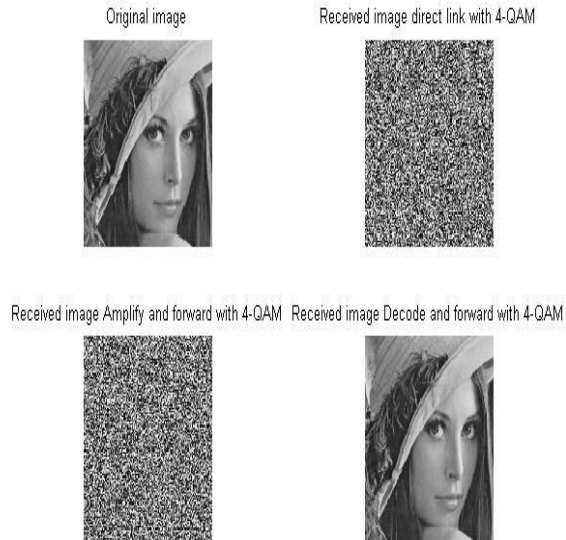 Original image
Received image direct link with 4-QAM
Received image Amplify and forward with 4-QAM
Received image Decode and forward with 4-QAM